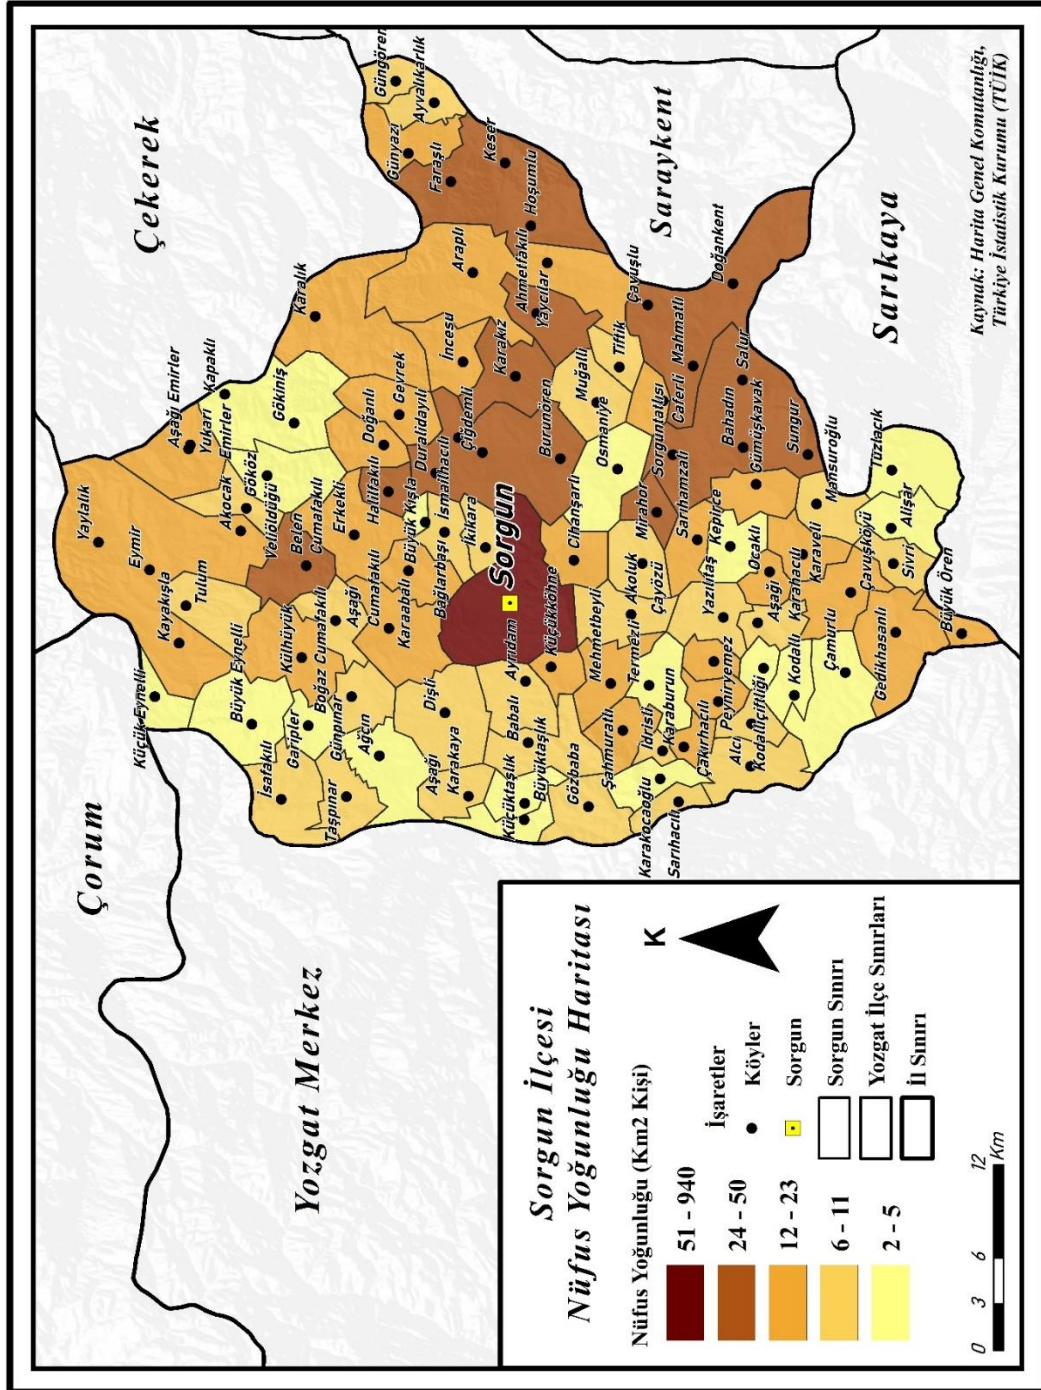 Çorum
Çekerek
Yozgat Merkez
Saraykent
Sarıkaya
Sorgun
Güngören
Ayvalıkarlık
Günyazı
Faraşlı
Keser
Hoşumlu
Araplı
Ahmetfakılı
Yaycılar
Karalık
İncesu
Karakız
Çavuşlu
Doğankent
Tiftik
Mahmatlı
Muğallı
Caferli
Salur
Aşağı Emirler
Yukarı
Emirler
Kapaklı
Gökiniş
Gevrek
Doğanlı
Duralıdayılı
Çiğdemli
Burunören
Osmaniye
Sorgunaltısı
Bahadın
Gümüşkavak
Sungur
Yaylalık
Eymir
Akocak
Gököz
Veliöldüğü
Belen
Cumafakılı
Erkekli
Halilfakılı
Büyük Kışla
İsmailhacılı
İkikara
Bağlarbaşı
Cihanşarlı
Mirahor
Sarıhamzalı
Kepirce
Mansuroğlu
Tuzlacık
Alişar
Kayakışla
Tulum
Külhüyük
Boğaz Cumafakılı
Aşağı
Cumafakılı
Karabalı
Ayrıdam
Küçükköhne
Mehmetbeyli
Akoluk
Çayözü
Termezli
Yazılıtaş
Ocaklı
Aşağı
Karahacılı
Karaveli
Çavuşköyü
Sivri
Büyük Ören
Küçük Eynelli
Büyük Eynelli
Garipler
Günpınar
Ağcın
Dişli
Babalı
Büyüktaşlık
Küçüktaşlık
Şahmuratlı
İdrisli
Karaburun
Çakırhacılı
Peyniryemez
Alcı
Kodallıçiftliği
Kodallı
Çamurlu
Gedikhasanlı
İsafakılı
Taşpınar
Aşağı
Karakaya
Gözbaba
Karakocaoğlu
Sarıhacılı
Kaynak: Harita Genel Komutanlığı,
Türkiye İstatistik Kurumu (TÜİK)
Sorgun İlçesi
Nüfus Yoğunluğu Haritası
K
Nüfus Yoğunluğu (Km2 Kişi)
51 - 940
24 - 50
12 - 23
6 - 11
2 - 5
İşaretler
Köyler
Sorgun
Sorgun Sınırı
Yozgat İlçe Sınırları
İl Sınırı
0 3 6 12
Km